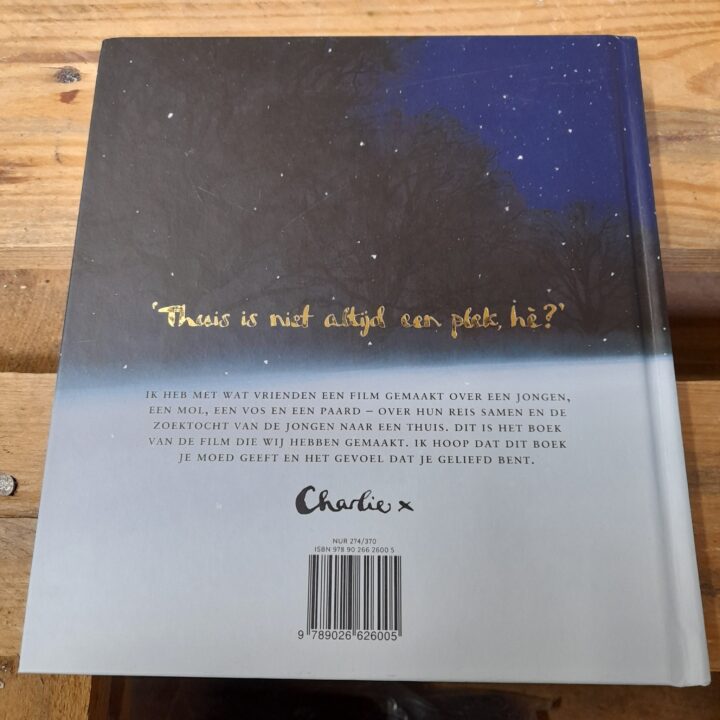 'Thuis is niet altijd een plek, hè?'
IK HEB MET WAT VRIENDEN EEN FILM GEMAAKT OVER EEN JONGEN,
EEN MOL, EEN VOS EN EEN PAARD – OVER HUN REIS SAMEN EN DE
ZOEKTOCHT VAN DE JONGEN NAAR EEN THUIS. DIT IS HET BOEK
VAN DE FILM DIE WIJ HEBBEN GEMAAKT. IK HOOP DAT DIT BOEK
JE MOED GEEFT EN HET GEVOEL DAT JE GELIEFD BENT.
Charlie x
NUR 274/370
ISBN 978 90 266 2600 5
9 789026 626005